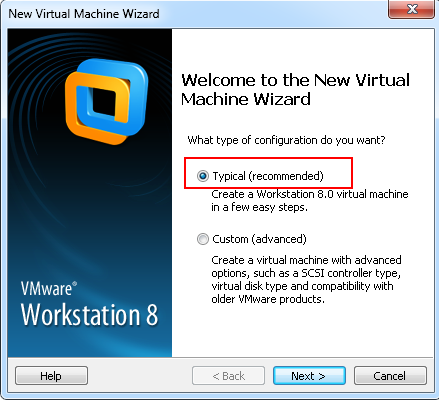 New Virtual Machine Wizard
Welcome to the New Virtual
Machine Wizard
What type of configuration do you want?
Typical (recommended)
Create a Workstation 8.0 virtual machine
in a few easy steps.
Custom (advanced)
Create a virtual machine with advanced
options, such as a SCSI controller type,
virtual disk type and compatibility with
older VMware products.
VMware®
Workstation 8
Help
< Back
Next >
Cancel